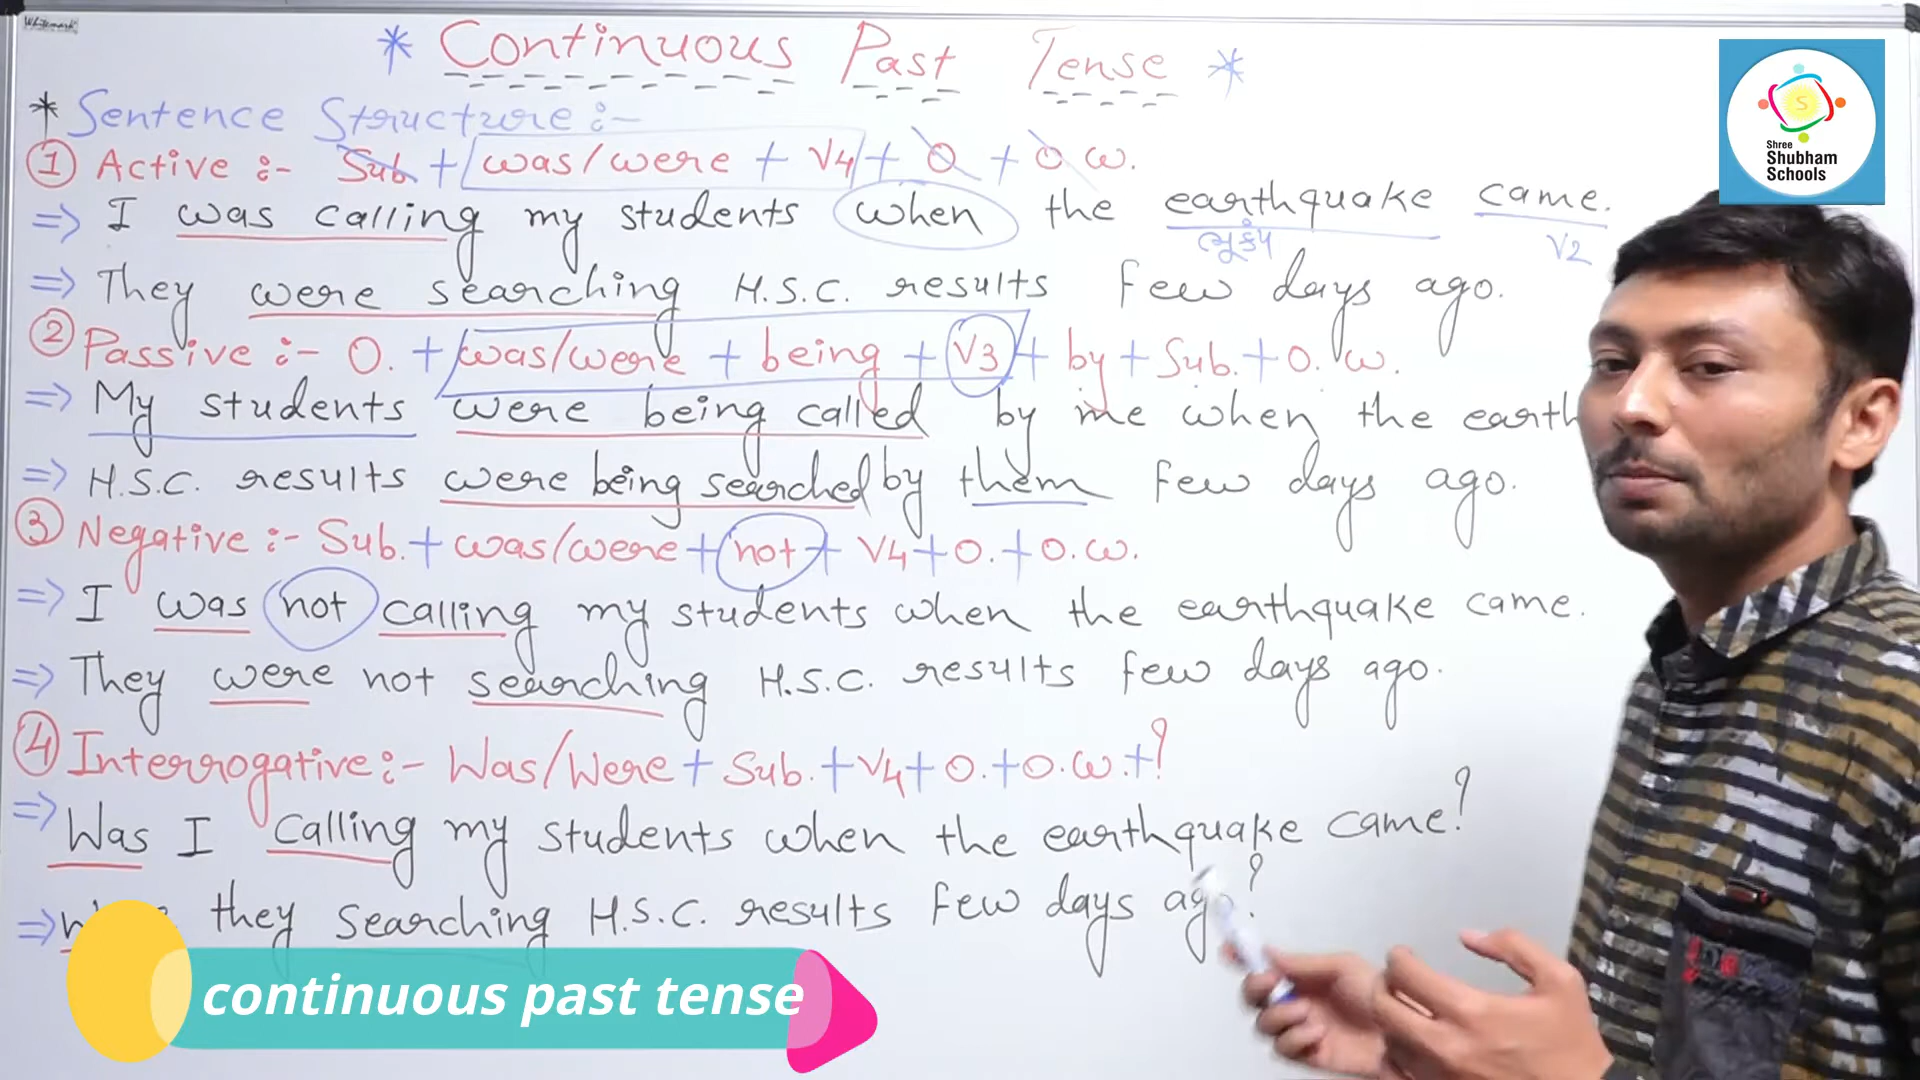 Whitemark
* Continuous Past Tense *
* Sentence Structure :-
① Active :- Sub. + was/were + V4 + O + O.W.
⇒ I was calling my students when the earthquake came.
ભૂકંપ V2
⇒ They were searching H.S.C. results few days ago.
② Passive :- O. + was/were + being + V3 + by + Sub. + O.W.
⇒ My students were being called by me when the earth
⇒ H.S.C. results were being searched by them few days ago.
③ Negative :- Sub. + was/were + not + V4 + O. + O.W.
⇒ I was not calling my students when the earthquake came.
⇒ They were not searching H.S.C. results few days ago.
④ Interrogative :- Was/Were + Sub. + V4 + O. + O.W. + ?
⇒ Was I calling my students when the earthquake came?
⇒ they searching H.S.C. results few days ago?
continuous past tense
S
Shree
Shubham
Schools